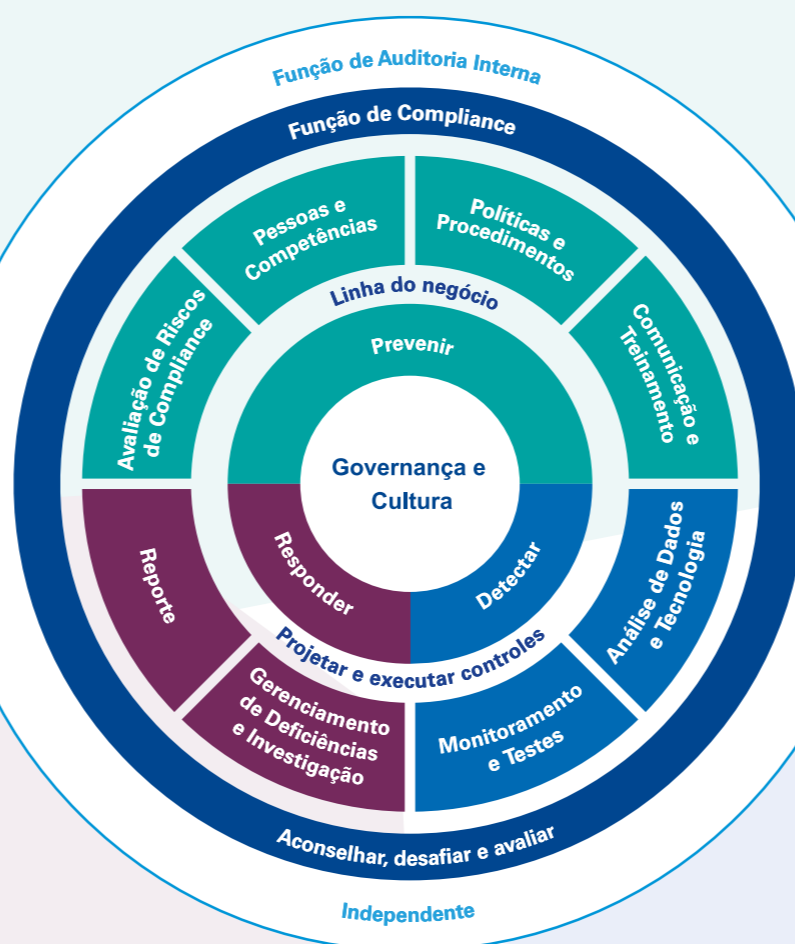 Função de Auditoria Interna
Função de Compliance
Pessoas e
Competências
Políticas e
Procedimentos
Linha do negócio
Prevenir
Avaliação de Riscos
de Compliance
Comunicação e
Treinamento
Governança e
Cultura
Reporte
Responder
Detectar
Análise de Dados
e Tecnologia
Projetar e executar controles
Gerenciamento
de Deficiências
e Investigação
Monitoramento
e Testes
Aconselhar, desafiar e avaliar
Independente